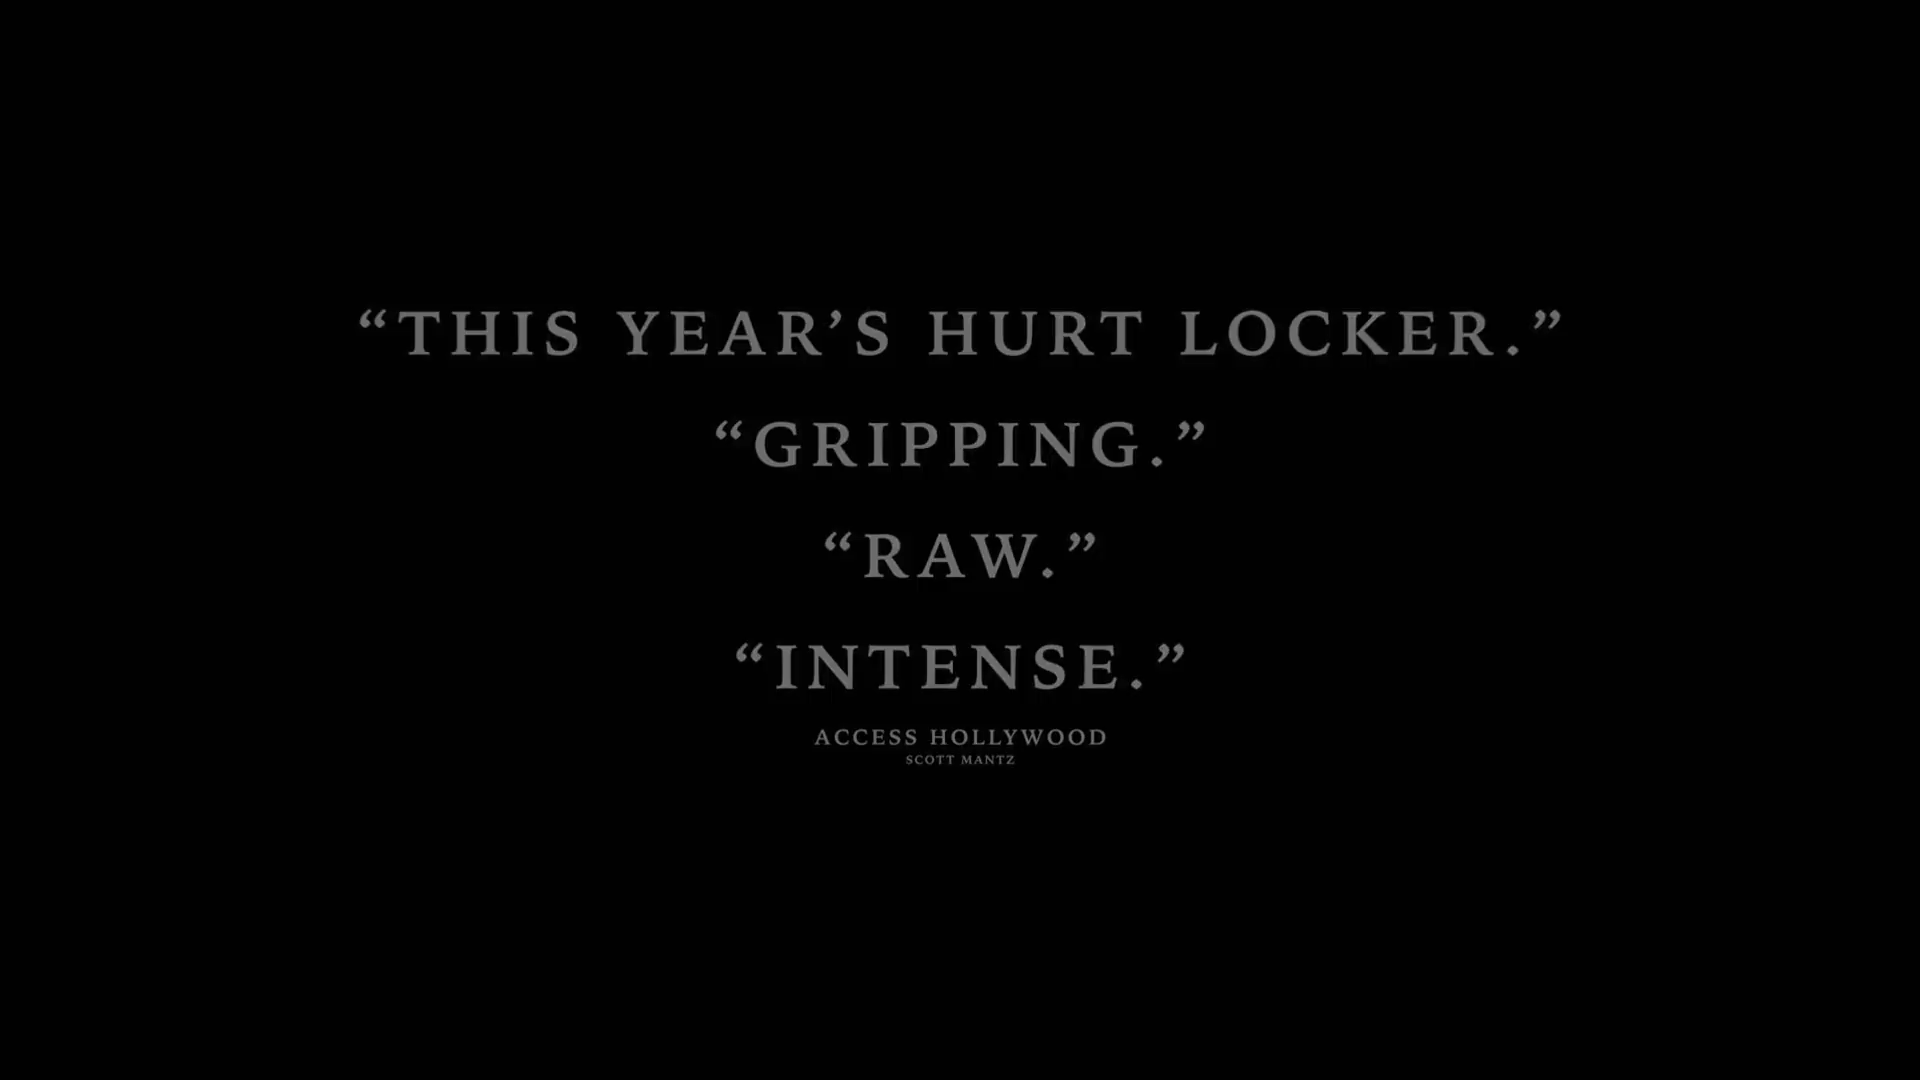 “THIS YEAR’S HURT LOCKER.”
“GRIPPING.”
“RAW.”
“INTENSE.”
ACCESS HOLLYWOOD
SCOTT MANTZ